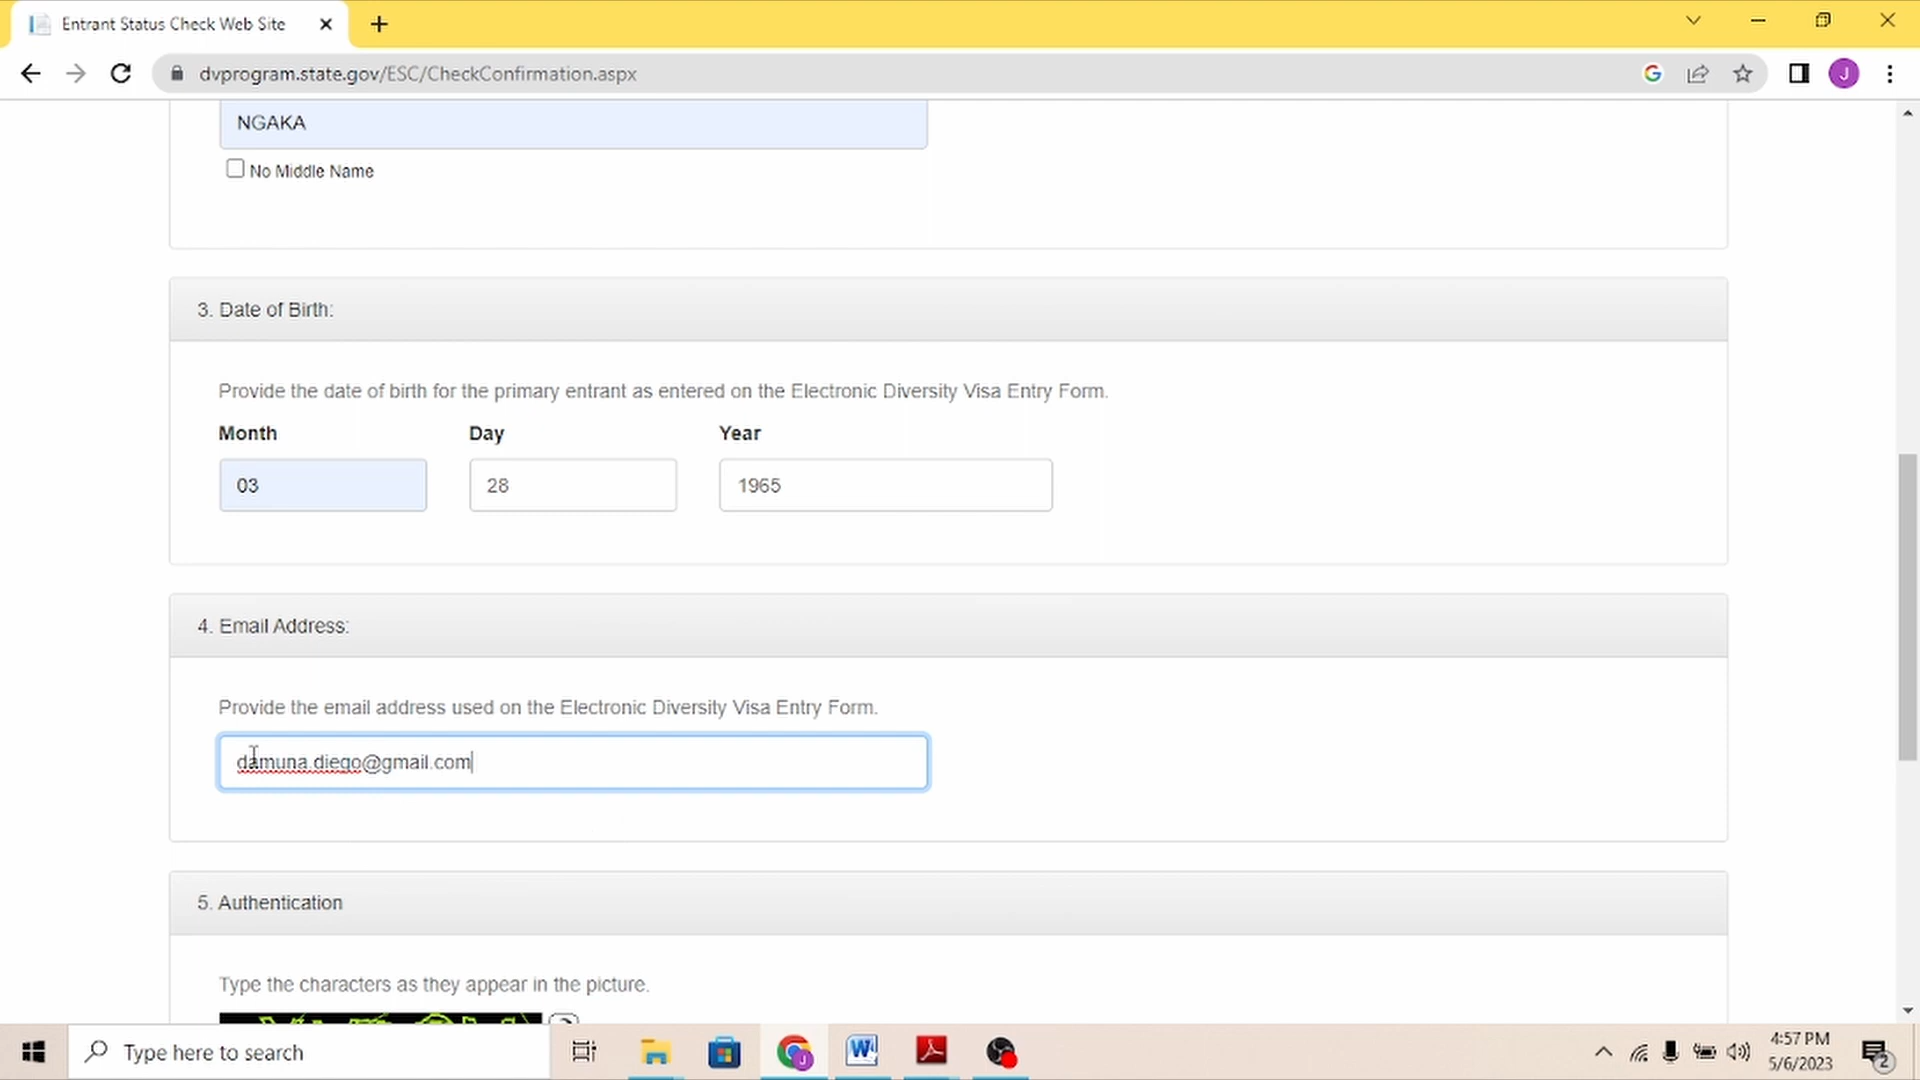 Entrant Status Check Web Site
dvprogram.state.gov/ESC/CheckConfirmation.aspx
J
NGAKA
No Middle Name
3. Date of Birth:
Provide the date of birth for the primary entrant as entered on the Electronic Diversity Visa Entry Form.
Month Day Year
03 28 1965
4. Email Address:
Provide the email address used on the Electronic Diversity Visa Entry Form.
damuna.diego@gmail.com
5. Authentication
Type the characters as they appear in the picture.
Type here to search
4:57 PM
5/6/2023
2